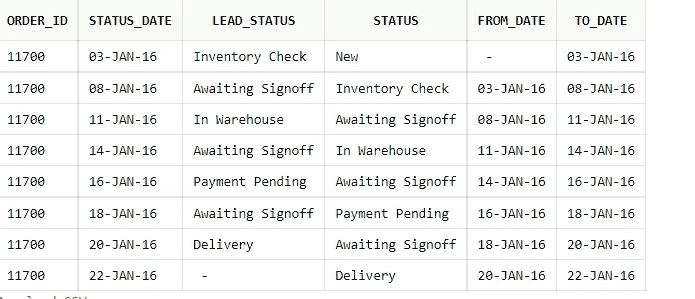 ORDER_ID STATUS_DATE LEAD_STATUS STATUS FROM_DATE TO_DATE
11700 03-JAN-16 Inventory Check New - 03-JAN-16
11700 08-JAN-16 Awaiting Signoff Inventory Check 03-JAN-16 08-JAN-16
11700 11-JAN-16 In Warehouse Awaiting Signoff 08-JAN-16 11-JAN-16
11700 14-JAN-16 Awaiting Signoff In Warehouse 11-JAN-16 14-JAN-16
11700 16-JAN-16 Payment Pending Awaiting Signoff 14-JAN-16 16-JAN-16
11700 18-JAN-16 Awaiting Signoff Payment Pending 16-JAN-16 18-JAN-16
11700 20-JAN-16 Delivery Awaiting Signoff 18-JAN-16 20-JAN-16
11700 22-JAN-16 - Delivery 20-JAN-16 22-JAN-16